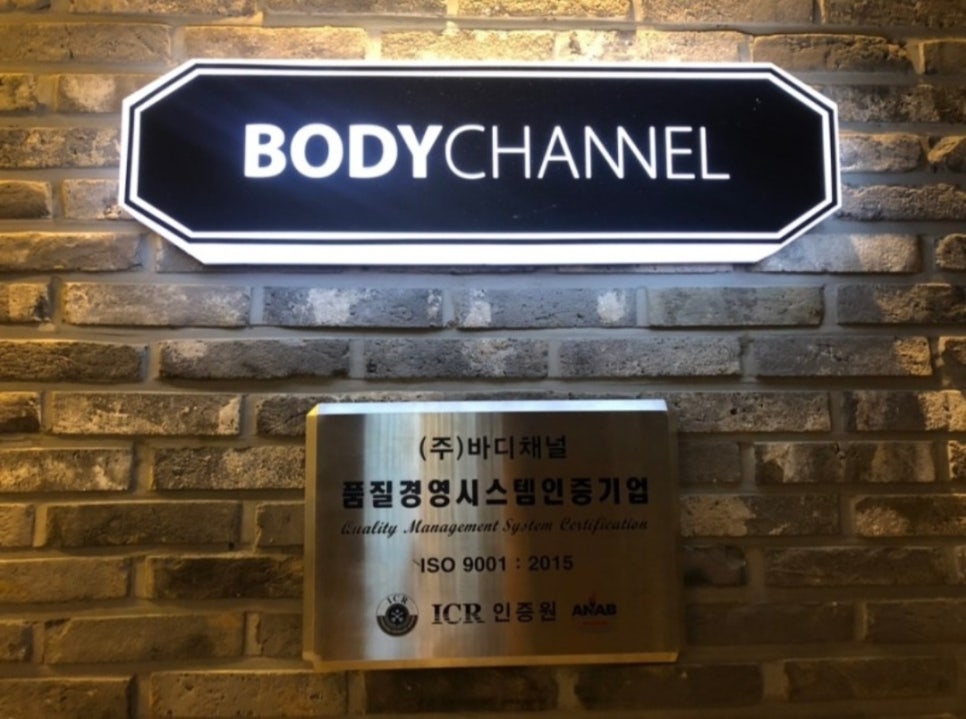 BODYCHANNEL
(주)바디채널
품질경영시스템인증기업
Quality Management System Certification
ISO 9001 : 2015
ICR ICR 인증원 ANAB